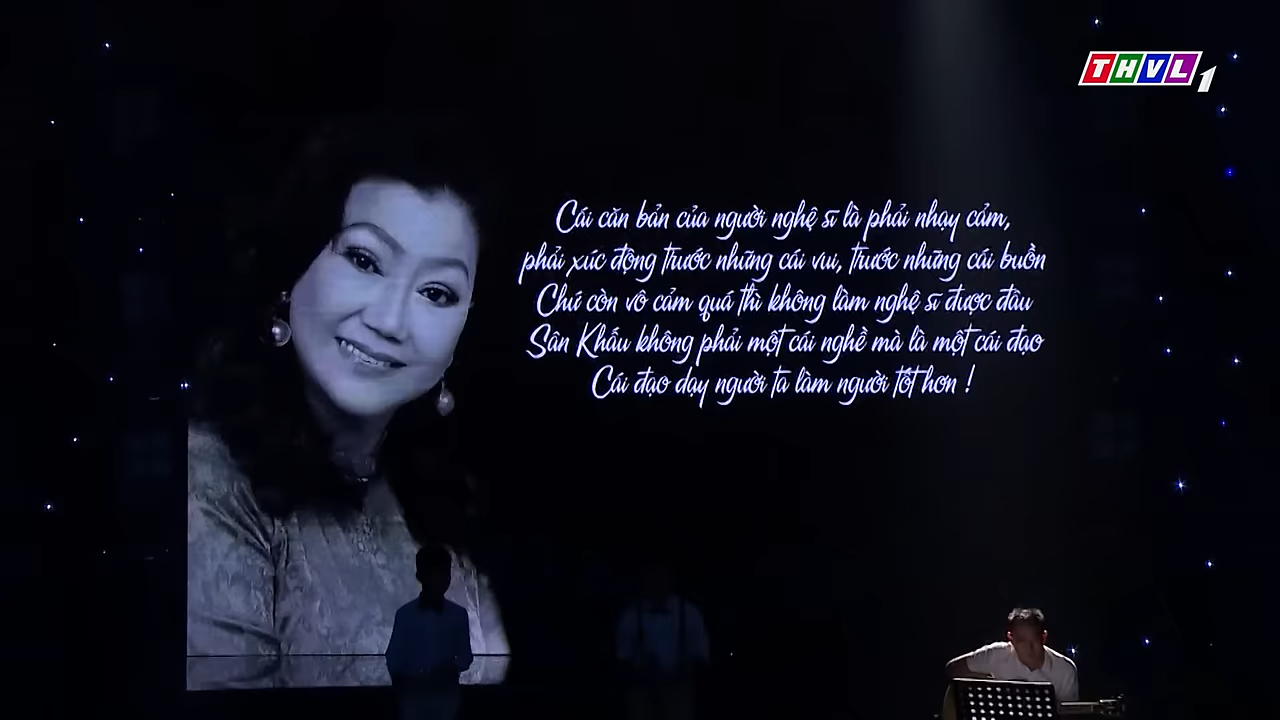 THVL1
Cái căn bản của người nghệ sĩ là phải nhạy cảm,
phải xúc động trước những cái vui, trước những cái buồn
Chứ còn vô cảm quá thì không làm nghệ sĩ được đâu
Sân Khấu không phải một cái nghề mà là một cái đạo
Cái đạo dạy người ta làm người tốt hơn !